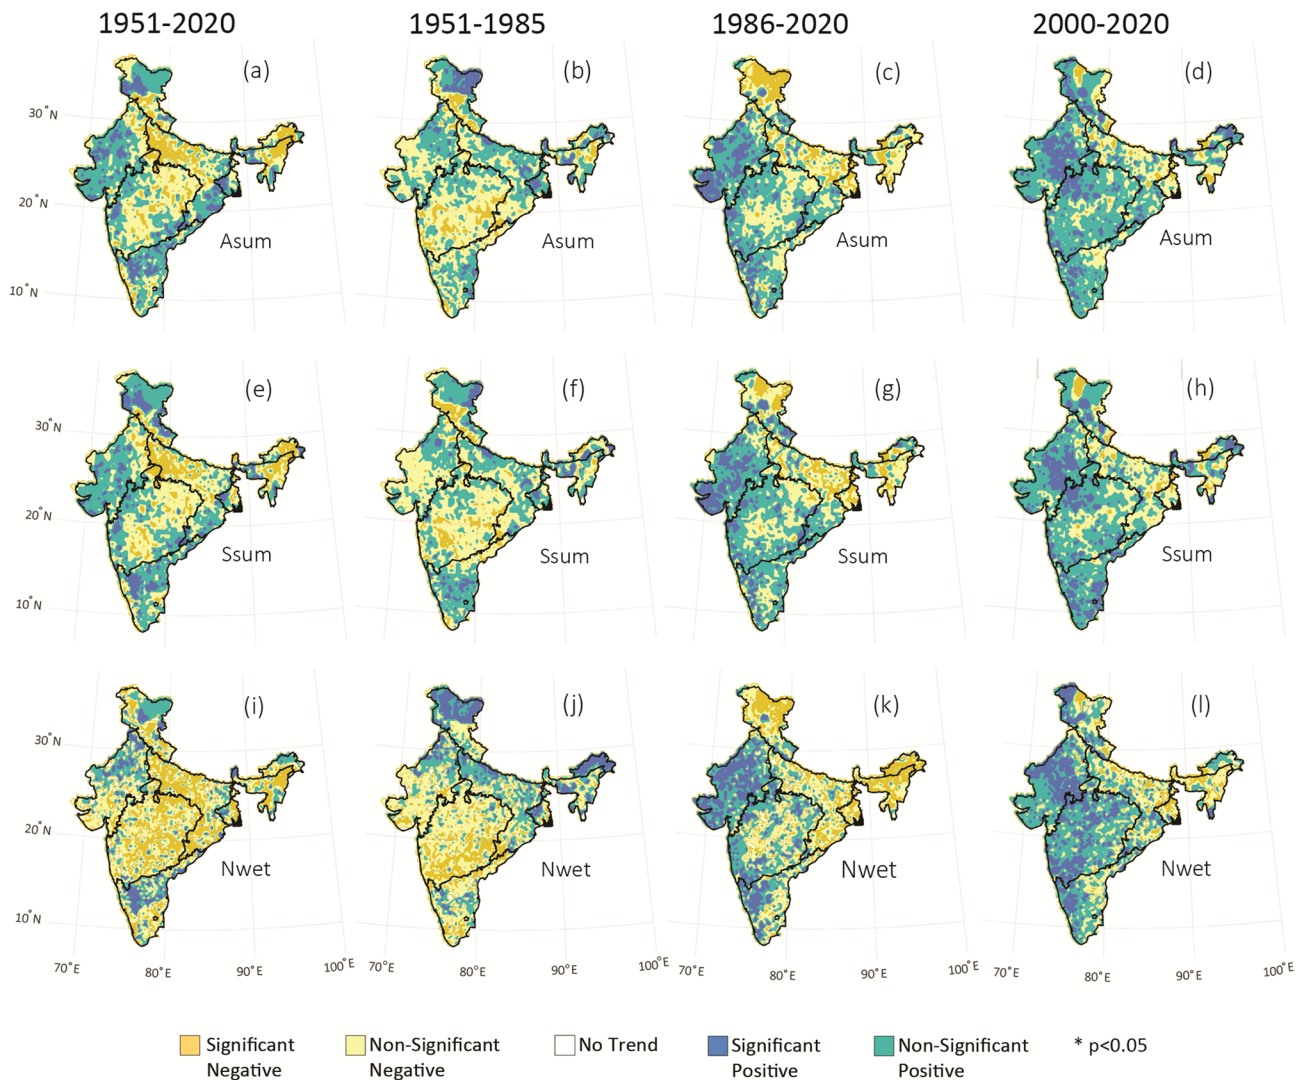 1951-2020 1951-1985 1986-2020 2000-2020
(a) (b) (c) (d)
30°N
20°N
Asum Asum Asum Asum
10°N
(e) (f) (g) (h)
30°N
20°N
Ssum Ssum Ssum Ssum
10°N
(i) (j) (k) (l)
30°N
20°N
Nwet Nwet Nwet Nwet
10°N
70°E 80°E 90°E 100°E 70°E 80°E 90°E 100°E 70°E 80°E 90°E 100°E 70°E 80°E 90°E 100°E
Significant Non-Significant No Trend Significant Non-Significant * p<0.05
Negative Negative Positive Positive